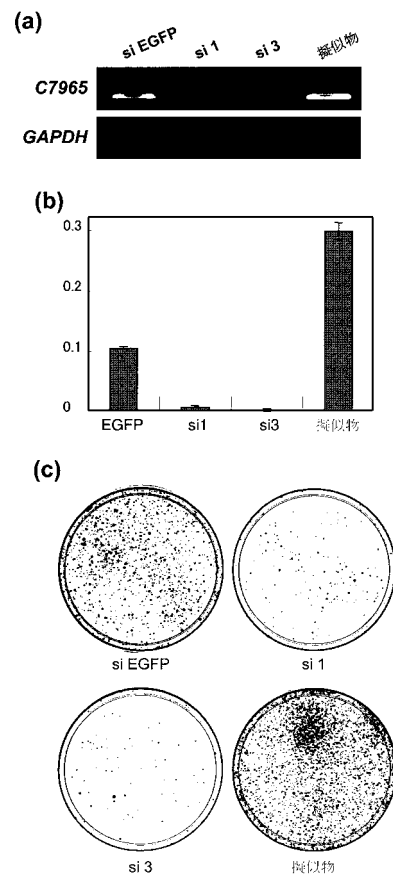 (a)
si EGFP si 1 si 3 擬似物
C7965
GAPDH
(b)
0.3
0.2
0.1
0
EGFP si1 si3 擬似物
(c)
si EGFP si 1
si 3 擬似物